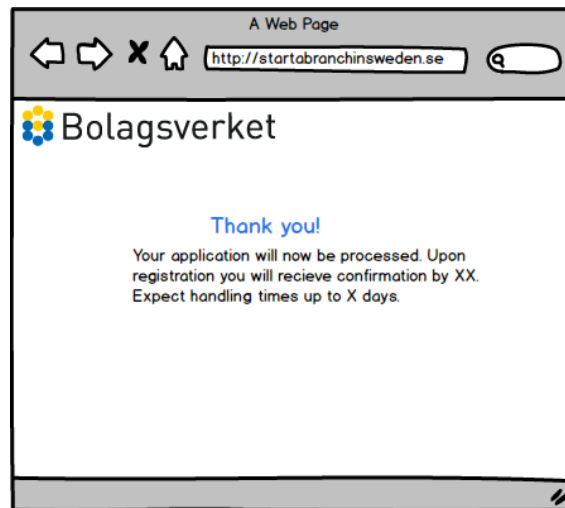 A Web Page
http://startabranchinsweden.se
Bolagsverket
Thank you!
Your application will now be processed. Upon
registration you will recieve confirmation by XX.
Expect handling times up to X days.